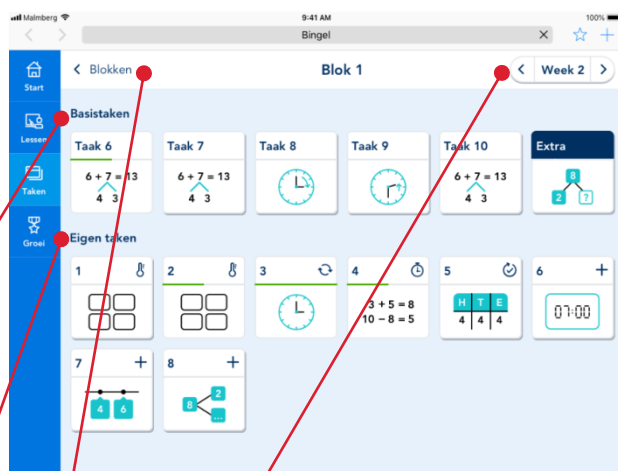 Malmberg 9:41 AM 100%
Bingel
Start
Lessen
Taken
Groei
Blokken Blok 1 Week 2
Basistaken
Taak 6 Taak 7 Taak 8 Taak 9 Taak 10 Extra
6 + 7 = 13 6 + 7 = 13 6 + 7 = 13 8
4 3 4 3 4 3 2 ?
Eigen taken
1 2 3 4 5 6
3 + 5 = 8 H T E 07:00
10 − 8 = 5 4 4 4
7 8
4 6 8 2
...